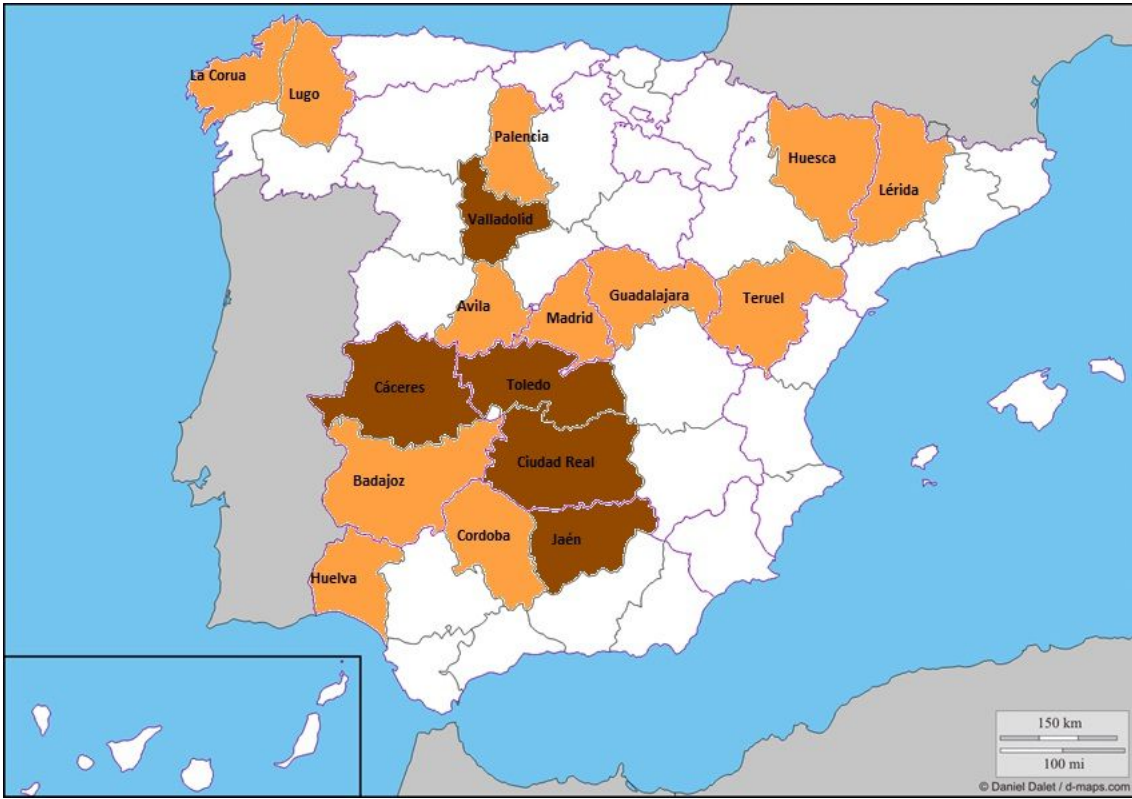 La Corua
Lugo
Palencia
Huesca
Lérida
Valladolid
Avila
Madrid
Guadalajara
Teruel
Cáceres
Toledo
Ciudad Real
Badajoz
Cordoba
Jaén
Huelva
150 km
100 mi
© Daniel Dalet / d-maps.com